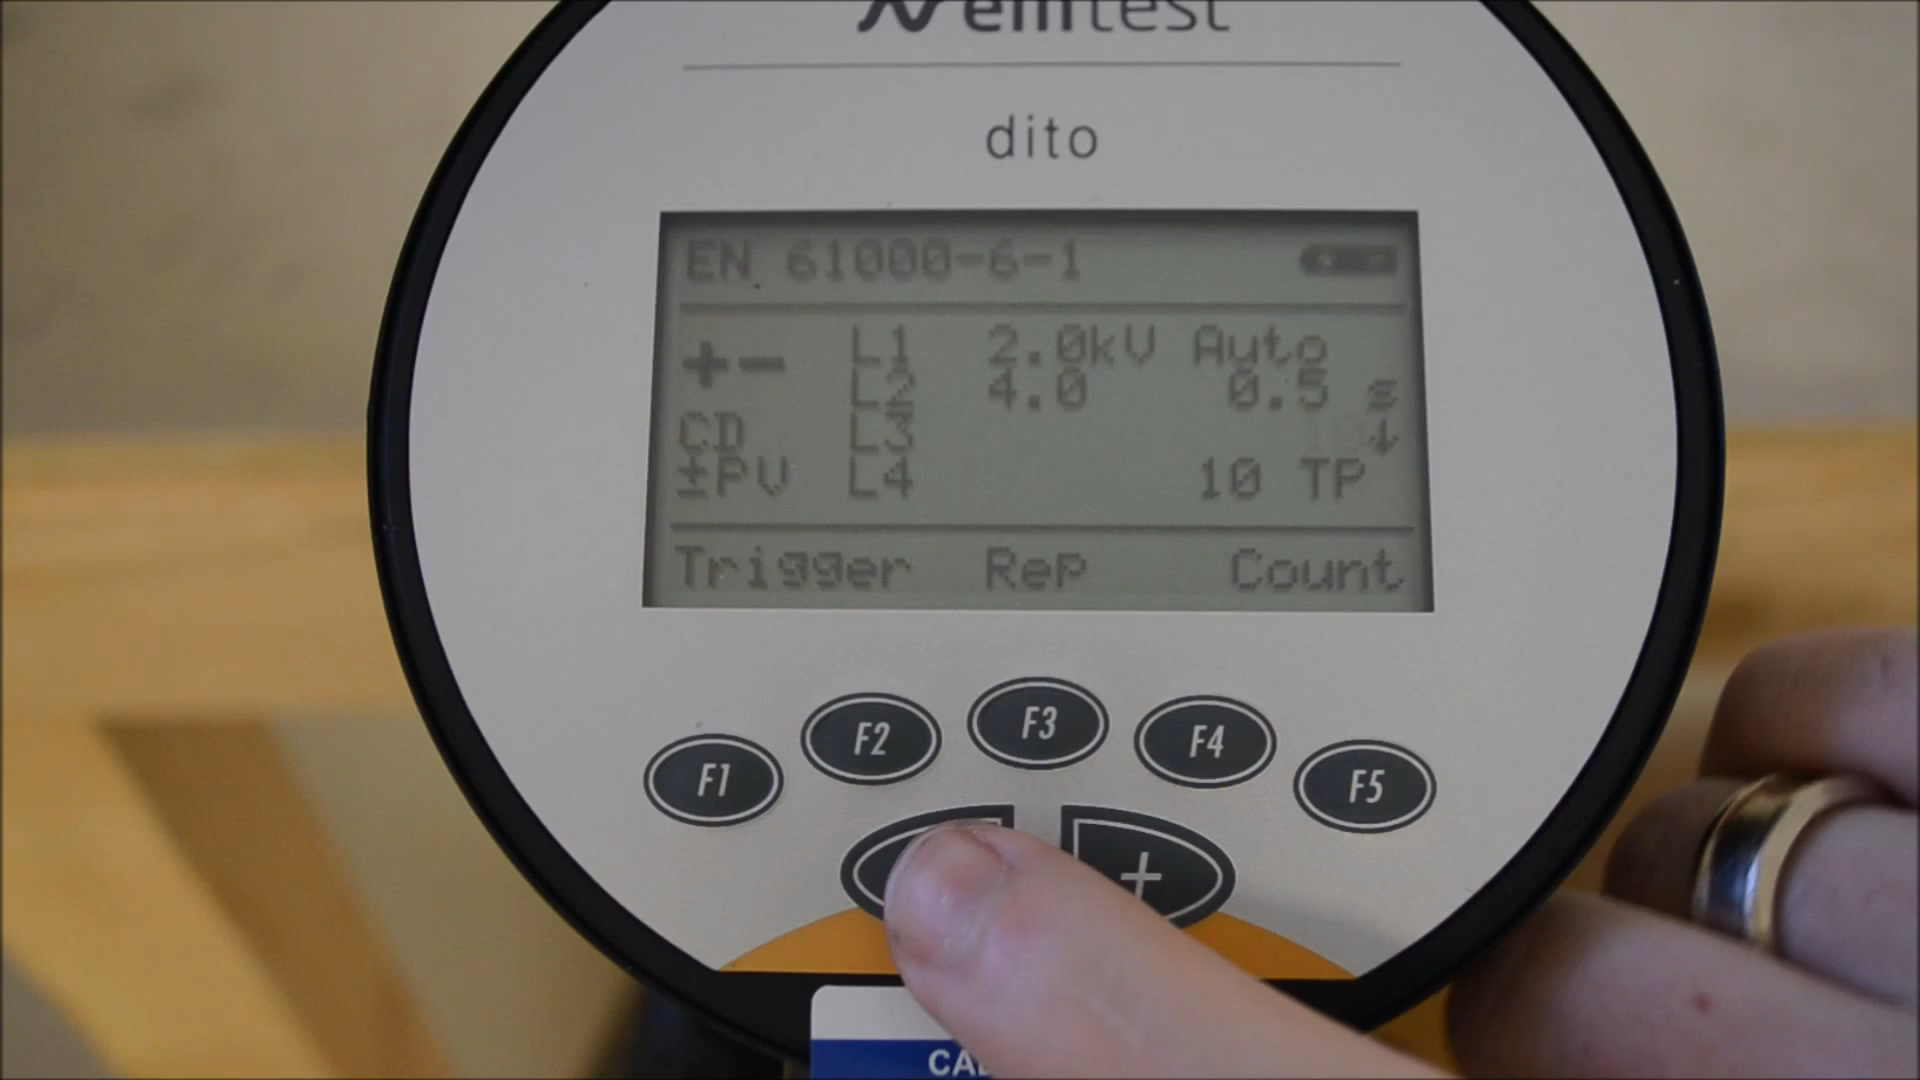 emtest
dito
EN 61000-6-1
+- L1 2.0kV Auto
L2 4.0 0.5 s
CD L3 ↓
±PV L4 10 TP
Trigger Rep Count
F1 F2 F3 F4 F5
+